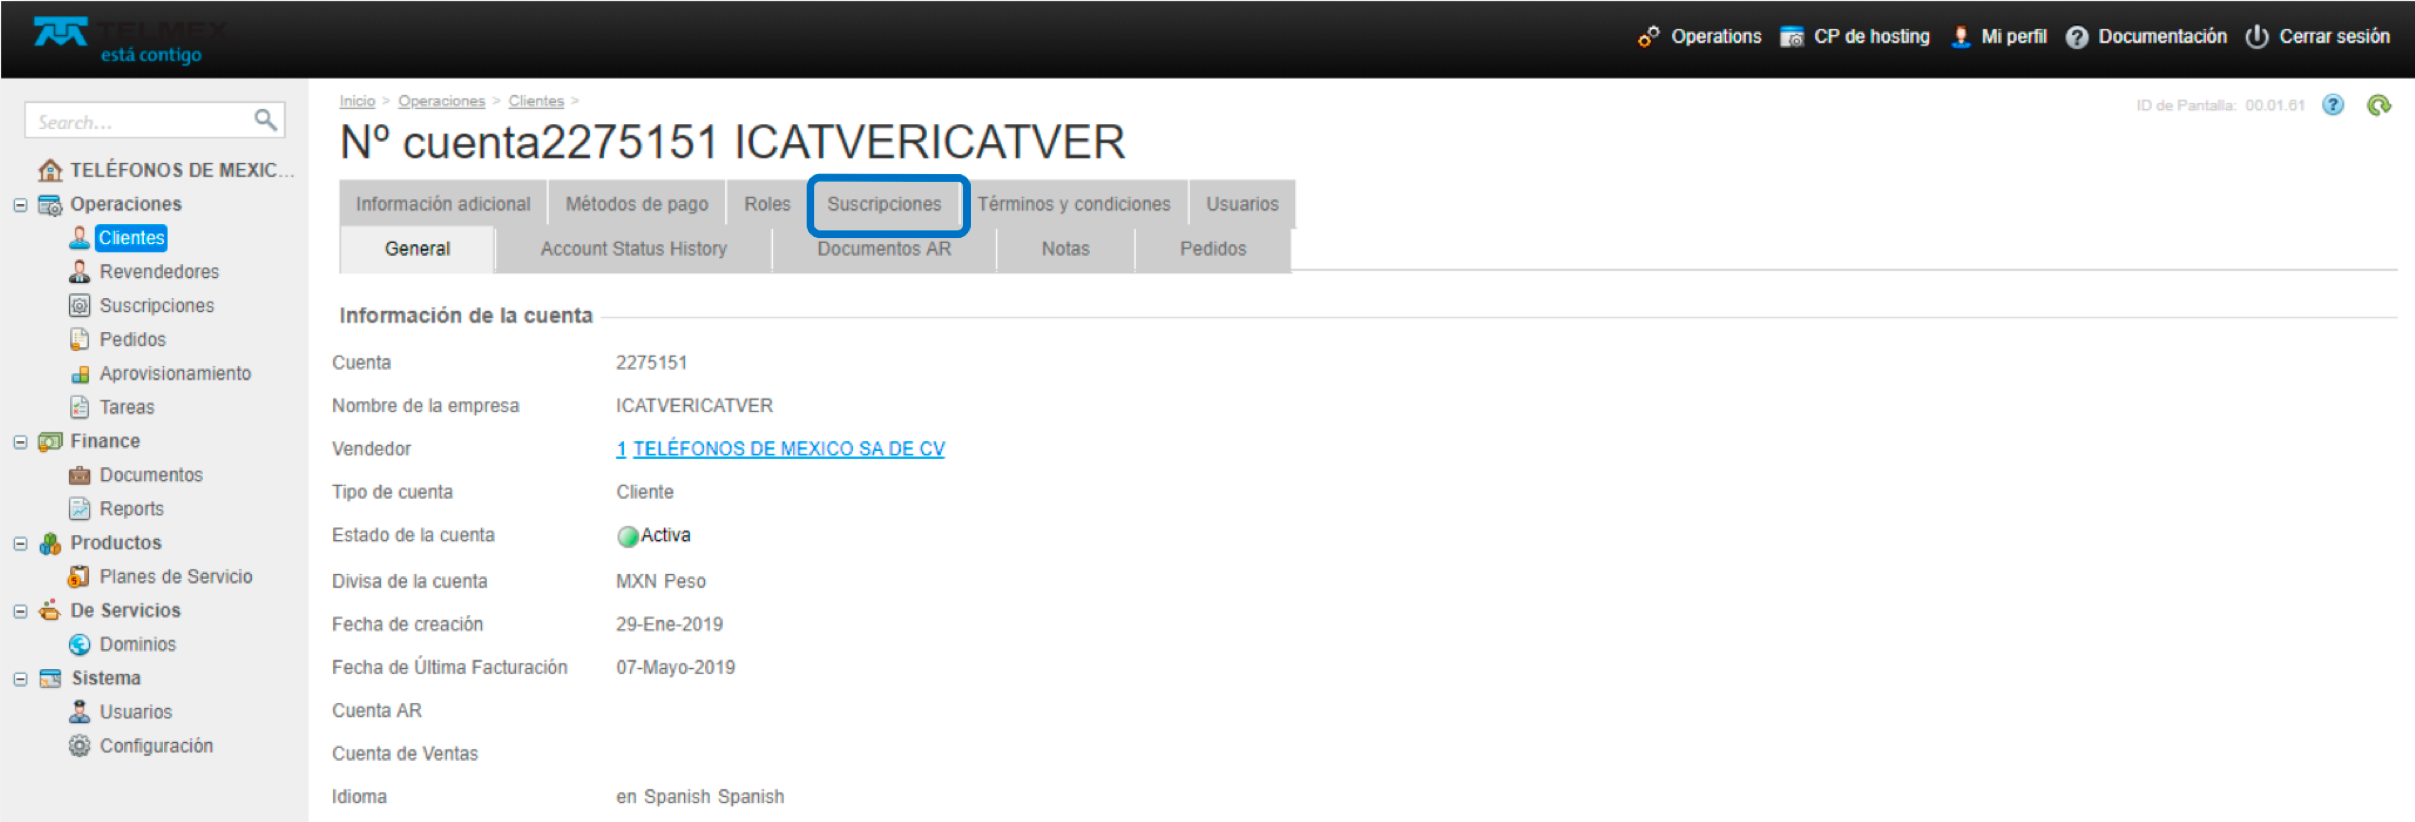 TELMEX
está contigo
Operations CP de hosting Mi perfil Documentación Cerrar sesión
Search...
TELÉFONOS DE MEXIC...
Operaciones
Clientes
Revendedores
Suscripciones
Pedidos
Aprovisionamiento
Tareas
Finance
Documentos
Reports
Productos
Planes de Servicio
De Servicios
Dominios
Sistema
Usuarios
Configuración
Inicio > Operaciones > Clientes >
ID de Pantalla: 00.01.61
Nº cuenta2275151 ICATVERICATVER
Información adicional Métodos de pago Roles Suscripciones Términos y condiciones Usuarios
General Account Status History Documentos AR Notas Pedidos
Información de la cuenta
Cuenta 2275151
Nombre de la empresa ICATVERICATVER
Vendedor 1 TELÉFONOS DE MEXICO SA DE CV
Tipo de cuenta Cliente
Estado de la cuenta Activa
Divisa de la cuenta MXN Peso
Fecha de creación 29-Ene-2019
Fecha de Última Facturación 07-Mayo-2019
Cuenta AR
Cuenta de Ventas
Idioma en Spanish Spanish